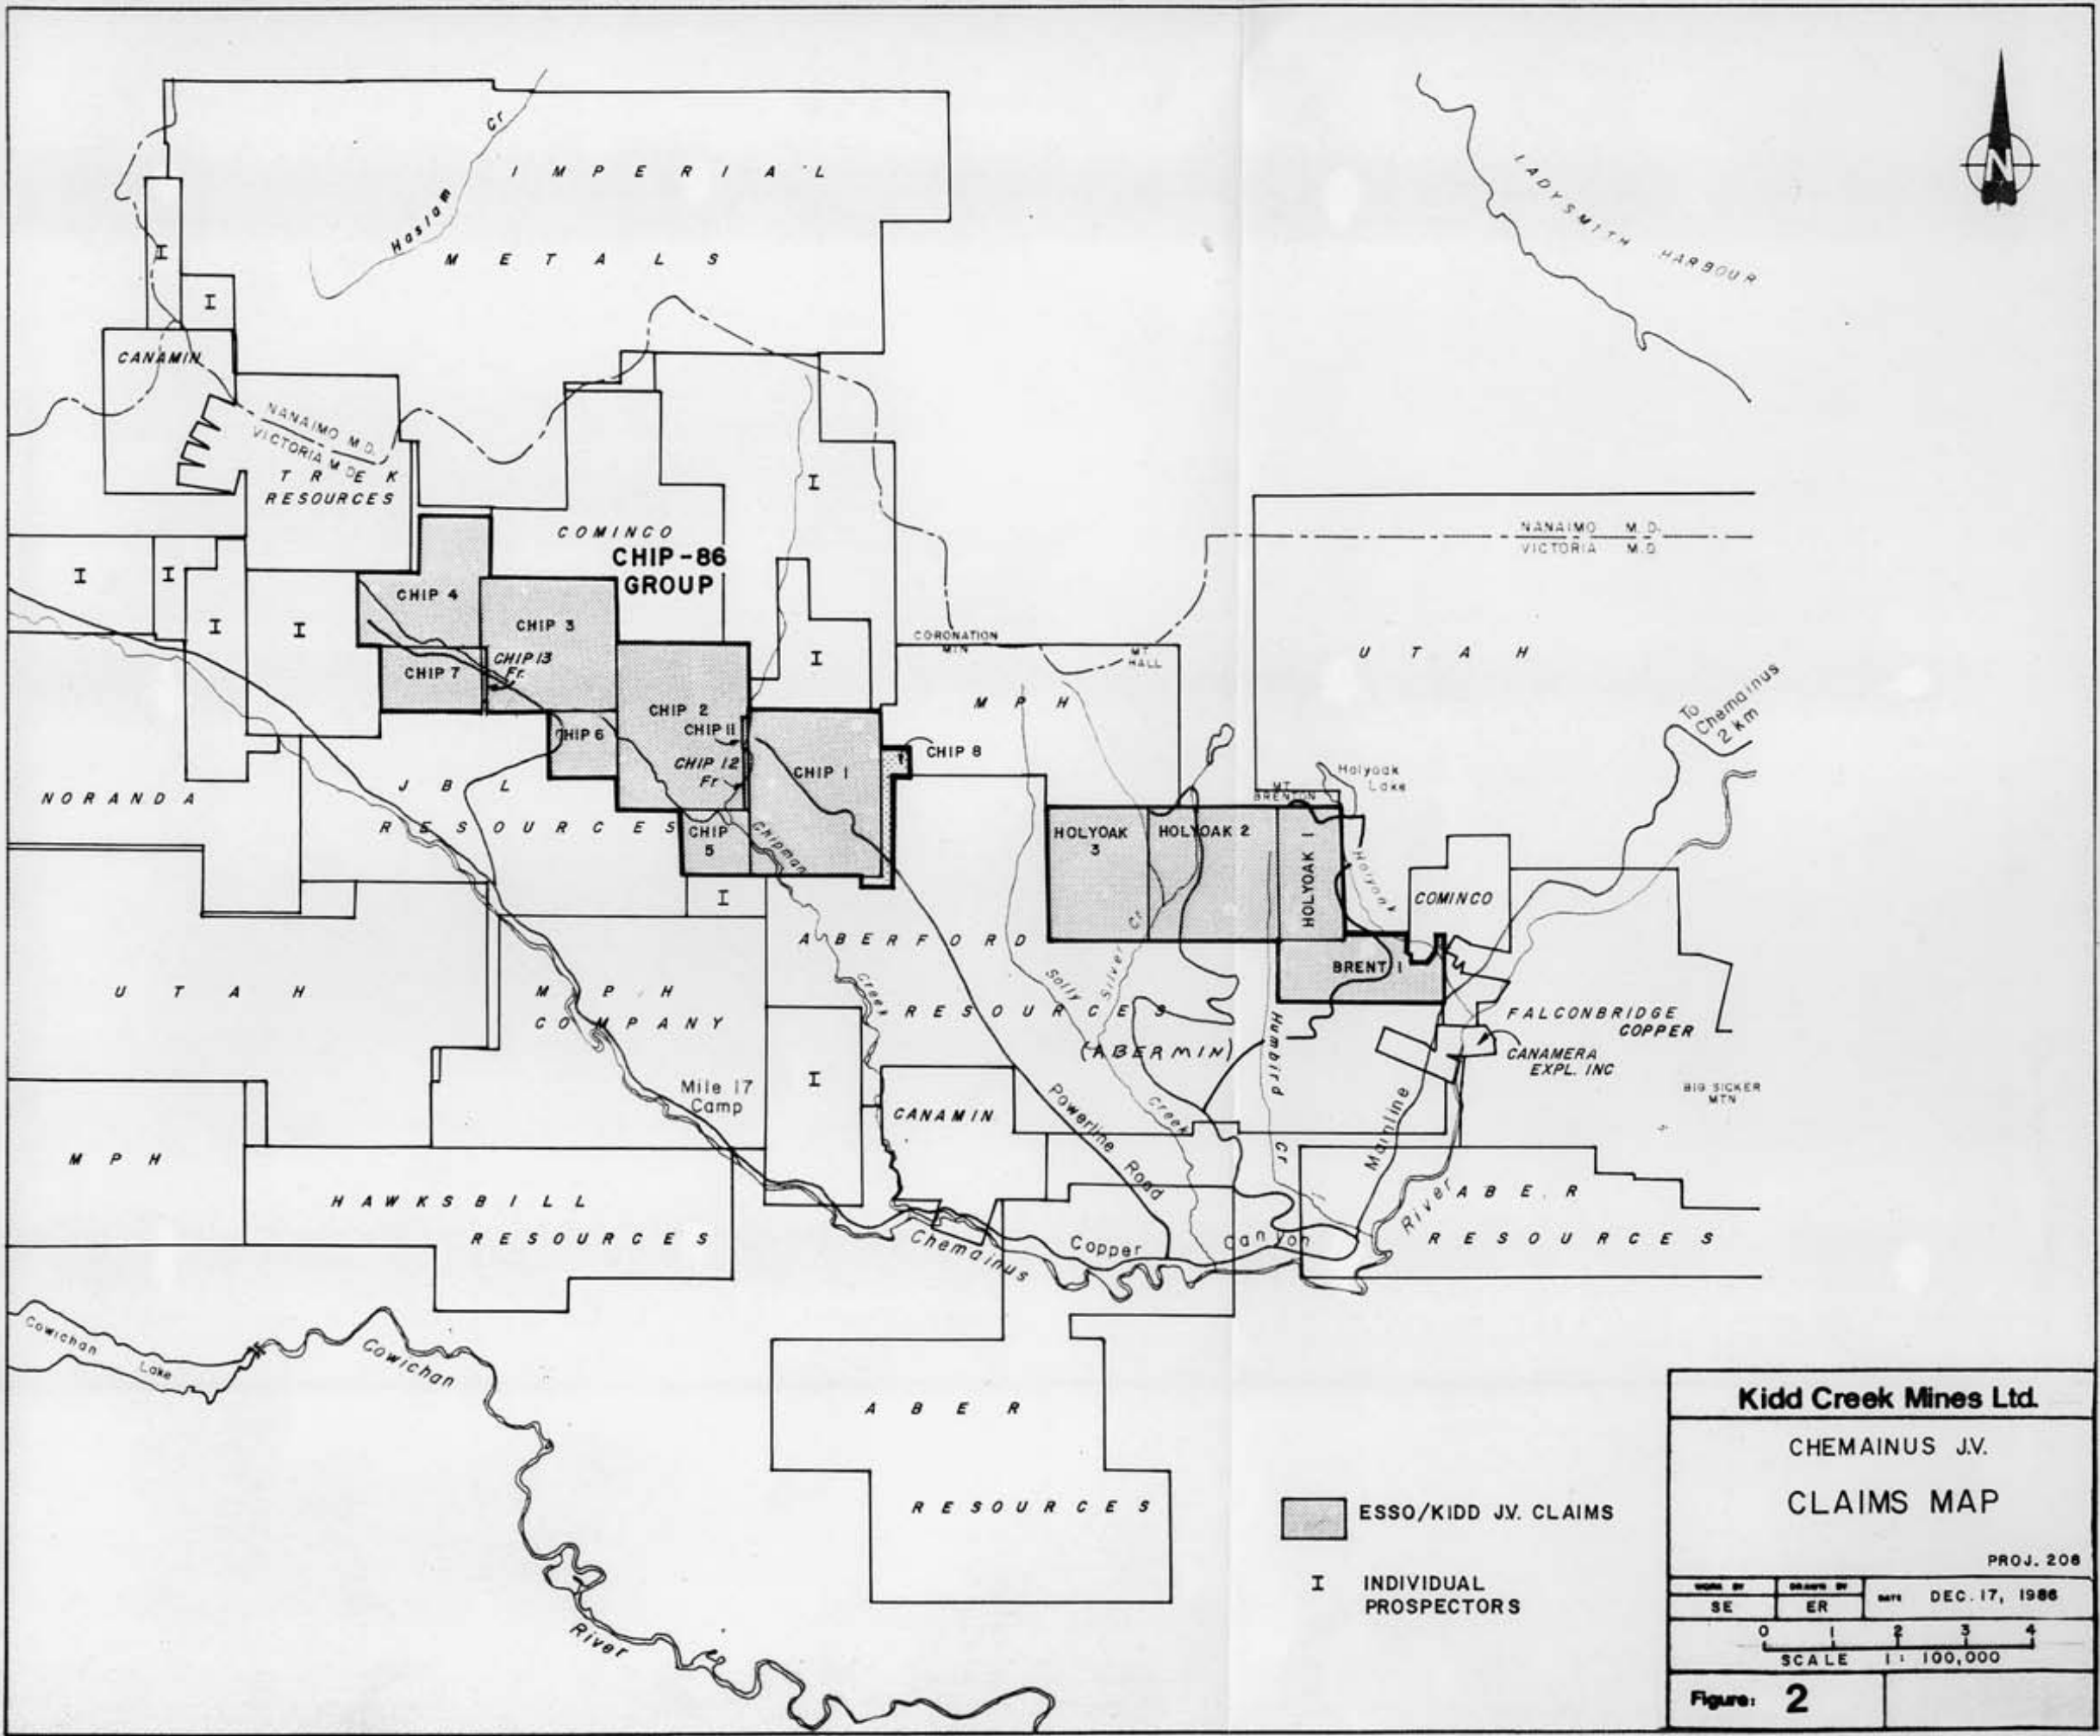 Haslam Cr
IMPERIAL
METALS
LADYSMITH HARBOUR
N
I
I
CANAMIN
NANAIMO M.D.
VICTORIA M.D.
TREK
RESOURCES
I
COMINCO
CHIP-86
GROUP
NANAIMO M.D.
VICTORIA M.D.
I
I
I
I
CHIP 4
CHIP 3
CHIP 13
Fr.
CHIP 7
I
CORONATION
MTN
MT
HALL
UTAH
MPH
To
Chemainus
2 km
CHIP 2
CHIP 6
CHIP 11
CHIP 12
Fr
CHIP 1
CHIP 8
NORANDA
JBL
RESOURCES
CHIP
5
Chipman
Creek
MT.
BRENTON
Holyoak
Lake
HOLYOAK
3
HOLYOAK 2
HOLYOAK 1
Holyoak
COMINCO
I
ABERFORD
RESOURCES
(ABERMIN)
Solly
Creek
Silver Cr
BRENT 1
UTAH
MPH
COMPANY
FALCONBRIDGE
COPPER
CANAMERA
EXPL. INC
BIG SICKER
MTN
Humbird Cr
Mile 17
Camp
I
CANAMIN
Powerline Road
Mainline
MPH
HAWKSBILL
RESOURCES
Chemainus
Copper Canyon
River
ABER
RESOURCES
Cowichan Lake
Cowichan
River
ABER
RESOURCES
ESSO/KIDD J.V. CLAIMS
I INDIVIDUAL
PROSPECTORS
Kidd Creek Mines Ltd.
CHEMAINUS J.V.
CLAIMS MAP
PROJ. 208
WORK BY DRAWN BY DATE DEC. 17, 1986
SE ER
0 1 2 3 4
SCALE 1: 100,000
Figure: 2